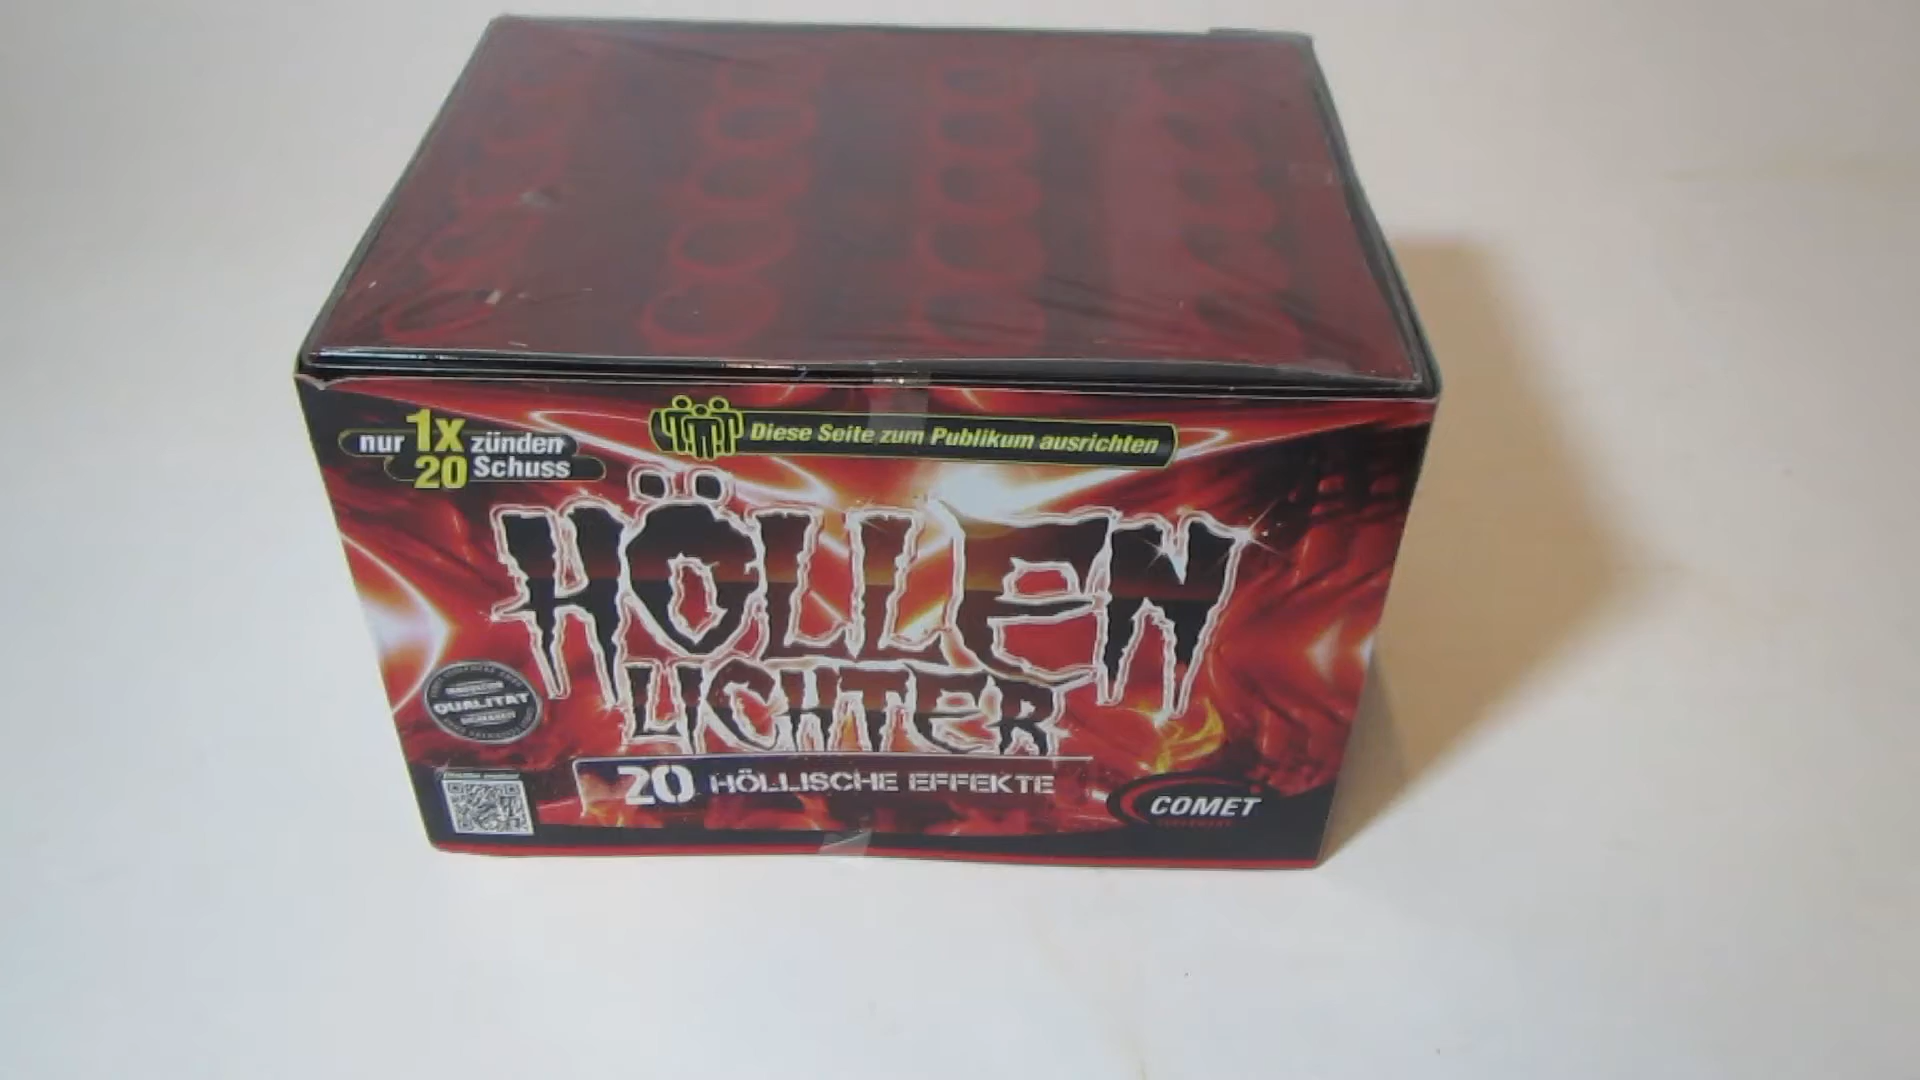 nur 1x zünden
20 Schuss
Diese Seite zum Publikum ausrichten
HÖLLEN
LICHTER
QUALITÄT
20 HÖLLISCHE EFFEKTE
COMET